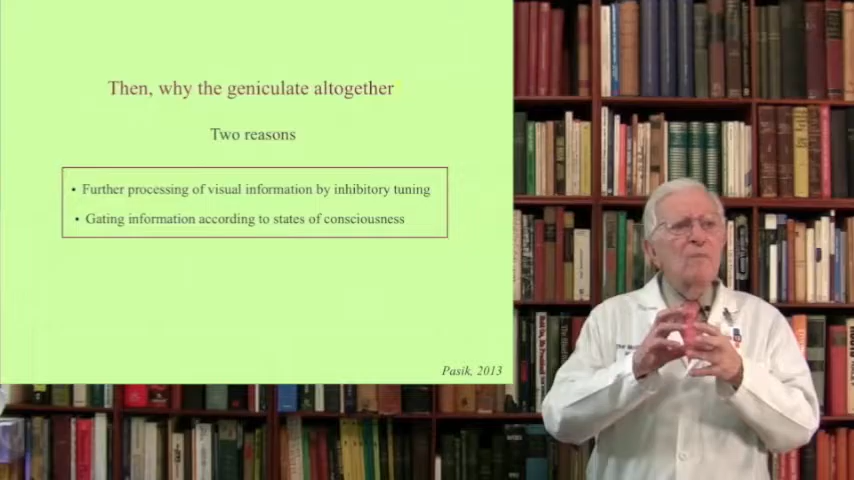 Then, why the geniculate altogether
Two reasons
• Further processing of visual information by inhibitory tuning
• Gating information according to states of consciousness
Pasik, 2013